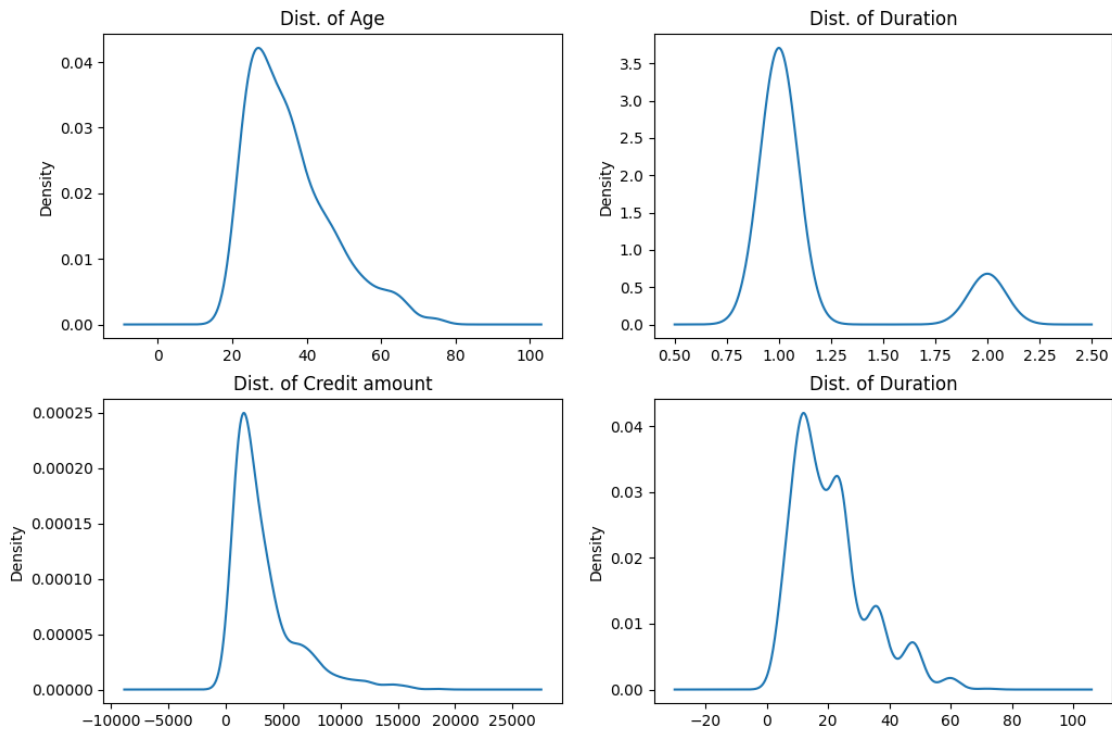 Dist. of Age
Density
0.04
0.03
0.02
0.01
0.00
0 20 40 60 80 100
Dist. of Duration
Density
3.5
3.0
2.5
2.0
1.5
1.0
0.5
0.0
0.50 0.75 1.00 1.25 1.50 1.75 2.00 2.25 2.50
Dist. of Credit amount
Density
0.00025
0.00020
0.00015
0.00010
0.00005
0.00000
−10000 −5000 0 5000 10000 15000 20000 25000
Dist. of Duration
Density
0.04
0.03
0.02
0.01
0.00
−20 0 20 40 60 80 100